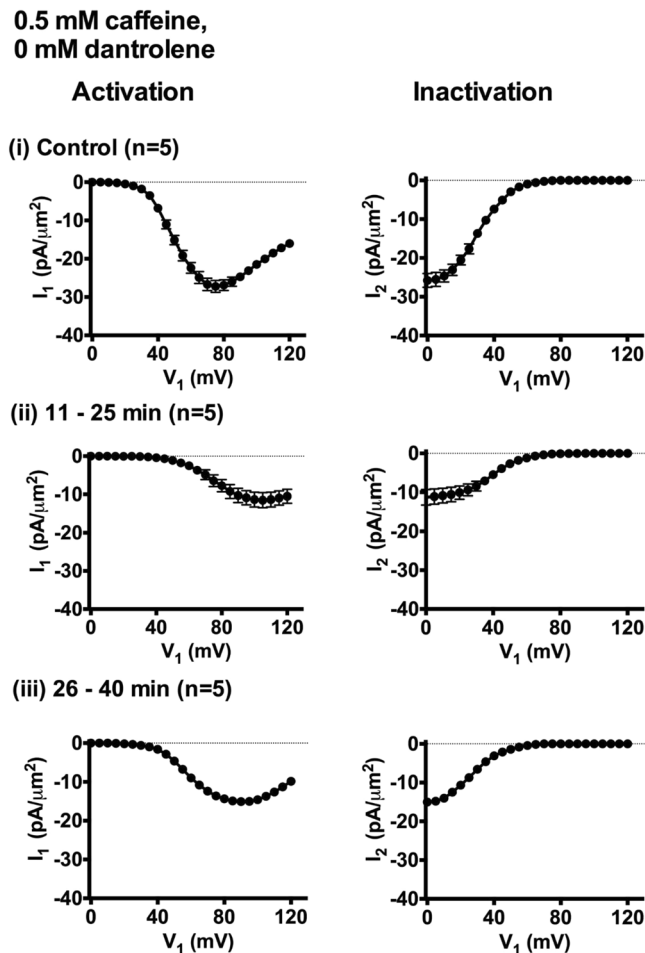 0.5 mM caffeine,
0 mM dantrolene
Activation
Inactivation
(i) Control (n=5)
0
-10
-20
-30
-40
I₁ (pA/μm²)
0 40 80 120
V₁ (mV)
0
-10
-20
-30
-40
I₂ (pA/μm²)
0 40 80 120
V₁ (mV)
(ii) 11 - 25 min (n=5)
0
-10
-20
-30
-40
I₁ (pA/μm²)
0 40 80 120
V₁ (mV)
0
-10
-20
-30
-40
I₂ (pA/μm²)
0 40 80 120
V₁ (mV)
(iii) 26 - 40 min (n=5)
0
-10
-20
-30
-40
I₁ (pA/μm²)
0 40 80 120
V₁ (mV)
0
-10
-20
-30
-40
I₂ (pA/μm²)
0 40 80 120
V₁ (mV)